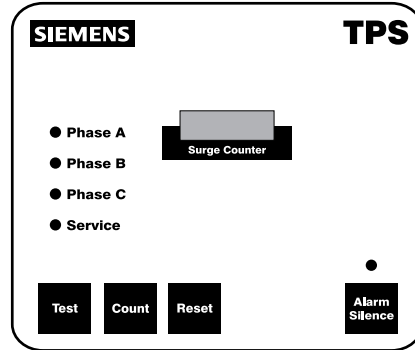 SIEMENS
TPS
Phase A
Phase B
Phase C
Service
Surge Counter
Test
Count
Reset
Alarm
Silence